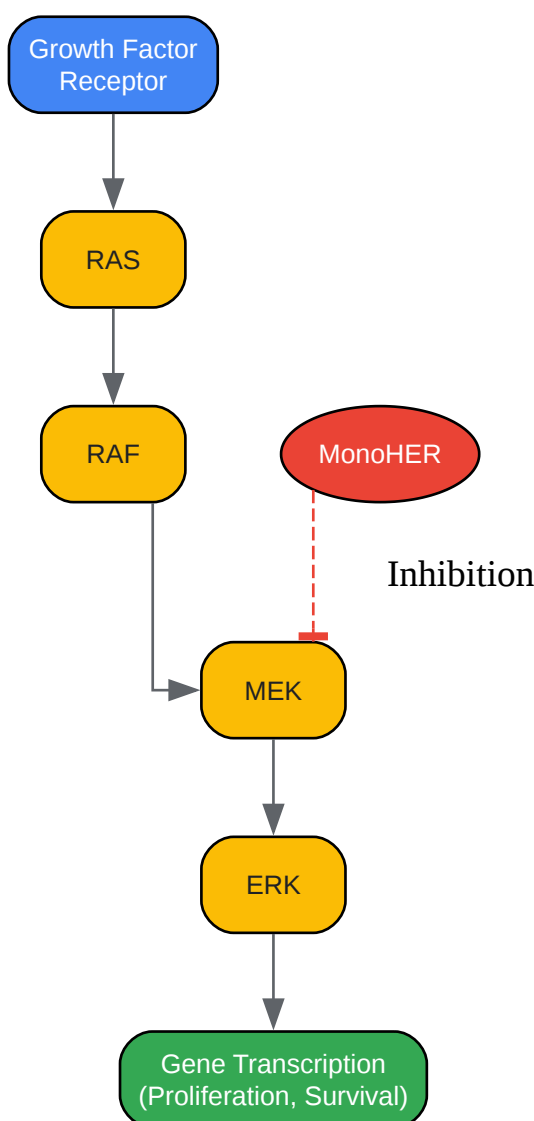 Growth Factor
Receptor
RAS
RAF
MonoHER
Inhibition
MEK
ERK
Gene Transcription
(Proliferation, Survival)